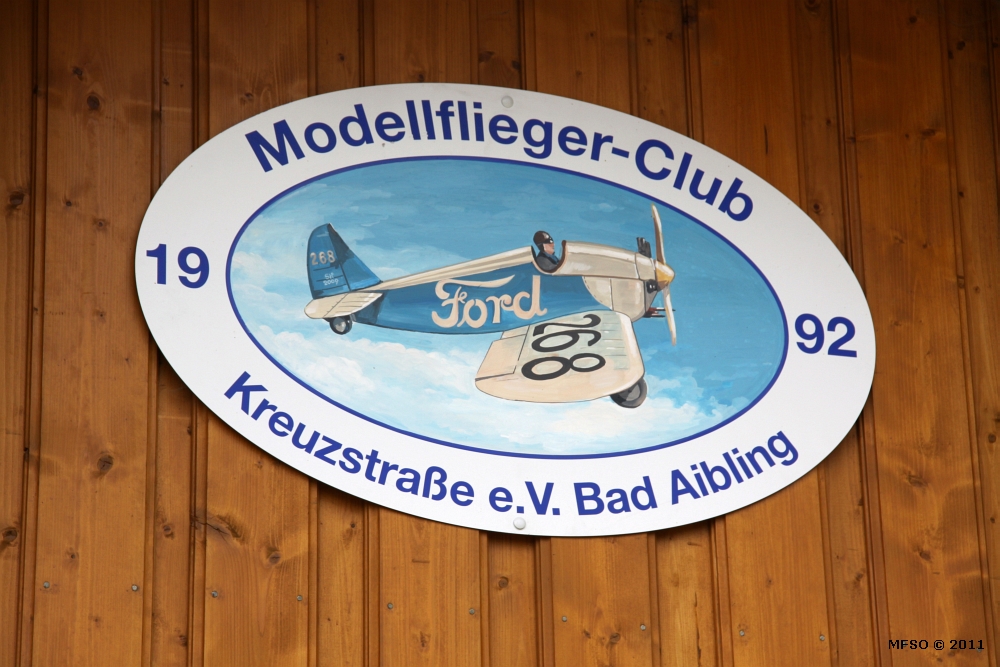 Modellflieger-Club
19
92
268
Ford
268
Kreuzstraße e.V. Bad Aibling
MFSO © 2011